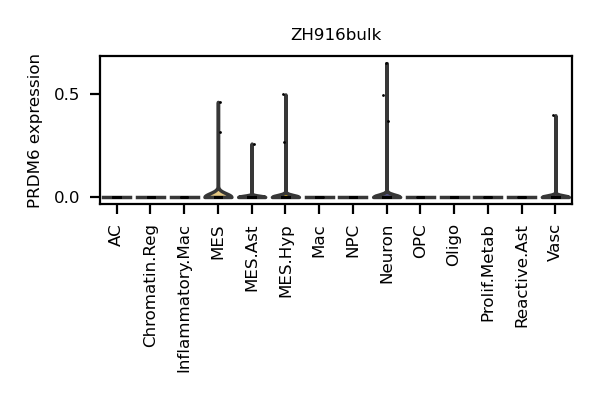 ZH916bulk
PRDM6 expression
0.5
0.0
AC
Chromatin.Reg
Inflammatory.Mac
MES
MES.Ast
MES.Hyp
Mac
NPC
Neuron
OPC
Oligo
Prolif.Metab
Reactive.Ast
Vasc